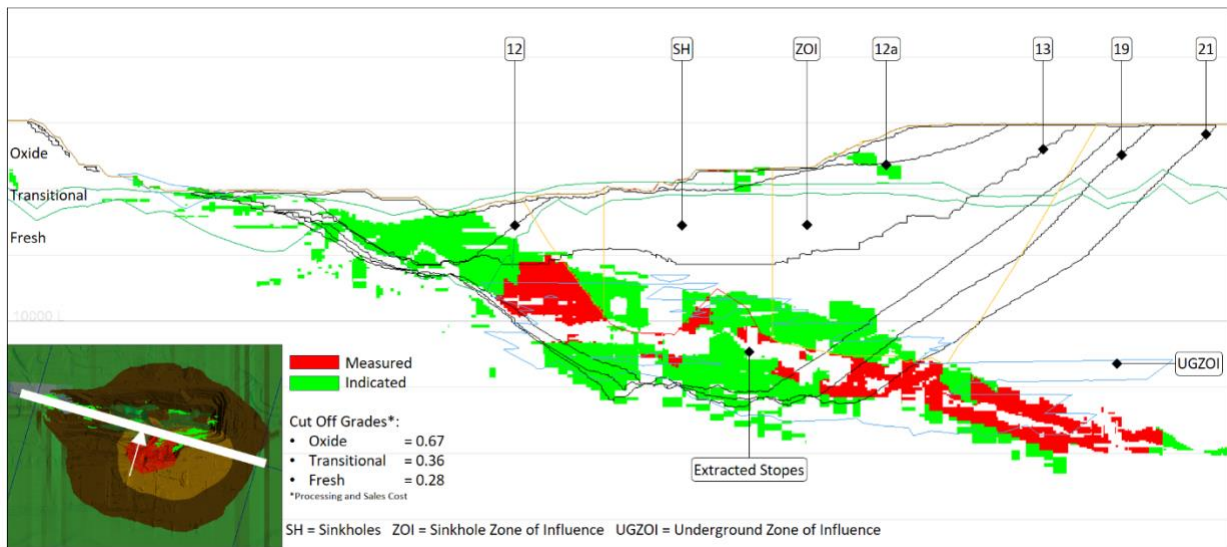 12 SH ZOI 12a 13 19 21
Oxide
Transitional
Fresh
10000 L
UGZOI
Measured
Indicated
Extracted Stopes
Cut Off Grades*:
• Oxide = 0.67
• Transitional = 0.36
• Fresh = 0.28
*Processing and Sales Cost
SH = Sinkholes ZOI = Sinkhole Zone of Influence UGZOI = Underground Zone of Influence